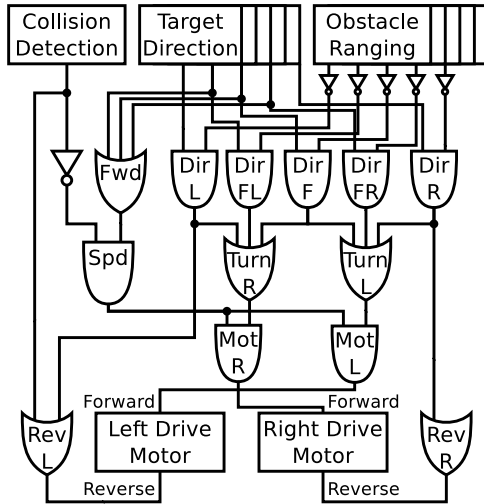 Collision
Detection
Target
Direction
Obstacle
Ranging
Fwd
Dir
L
Dir
FL
Dir
F
Dir
FR
Dir
R
Spd
Turn
R
Turn
L
Mot
R
Mot
L
Forward
Forward
Rev
L
Left Drive
Motor
Right Drive
Motor
Rev
R
Reverse
Reverse